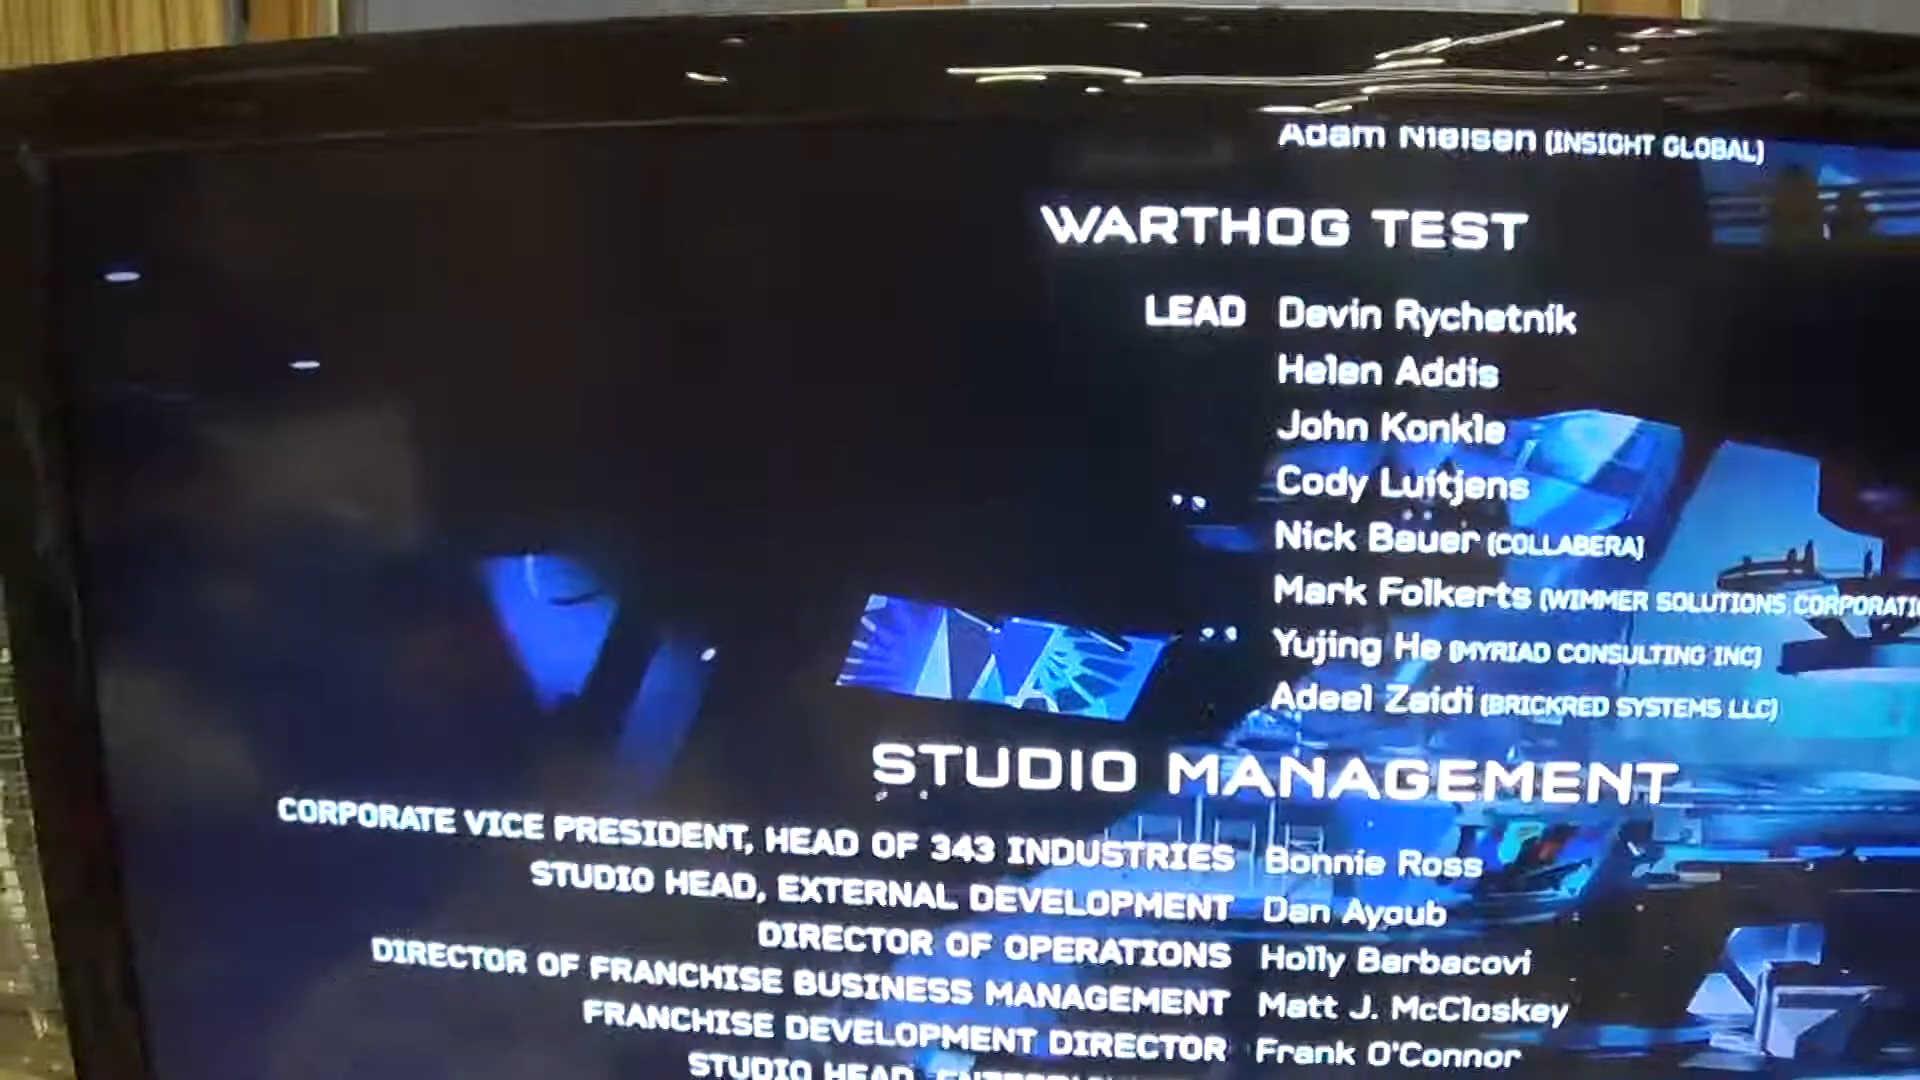 Adam Nielsen (INSIGHT GLOBAL)
WARTHOG TEST
LEAD Devin Rychetnik
Helen Addis
John Konkle
Cody Luitjens
Nick Bauer (COLLABERA)
Mark Folkerts (WIMMER SOLUTIONS
Yujing He (MYRIAD CONSULTING INC)
Adeel Zaidi (BRICKRED SYSTEMS LLC)
STUDIO MANAGEMENT
CORPORATE VICE PRESIDENT, HEAD OF 343 INDUSTRIES Bonnie Ross
STUDIO HEAD, EXTERNAL DEVELOPMENT Dan Ayoub
DIRECTOR OF OPERATIONS Holly Barbacovi
DIRECTOR OF FRANCHISE BUSINESS MANAGEMENT Matt J. McCloskey
FRANCHISE DEVELOPMENT DIRECTOR Frank O'Connor
STUDIO HEAD,